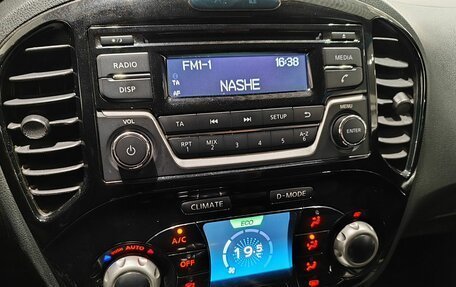 RADIO
DISP
FM1-1 16:38
TA
AF
NASHE
MEDIA
VOL
TA SETUP
RPT 1 MIX 2 3 4 5 A-Z 6
MENU
ENTER
CLIMATE D-MODE
A/C ECO
AUTO
19.5